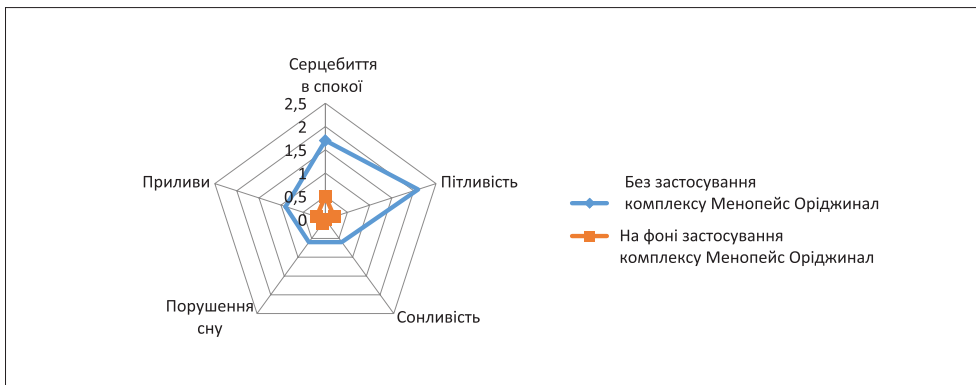 Серцебиття
в спокої
2,5
2
1,5
1
0,5
0
Приливи
Пітливість
Порушення
сну
Сонливість
Без застосування
комплексу Менопейс Оріджинал
На фоні застосування
комплексу Менопейс Оріджинал